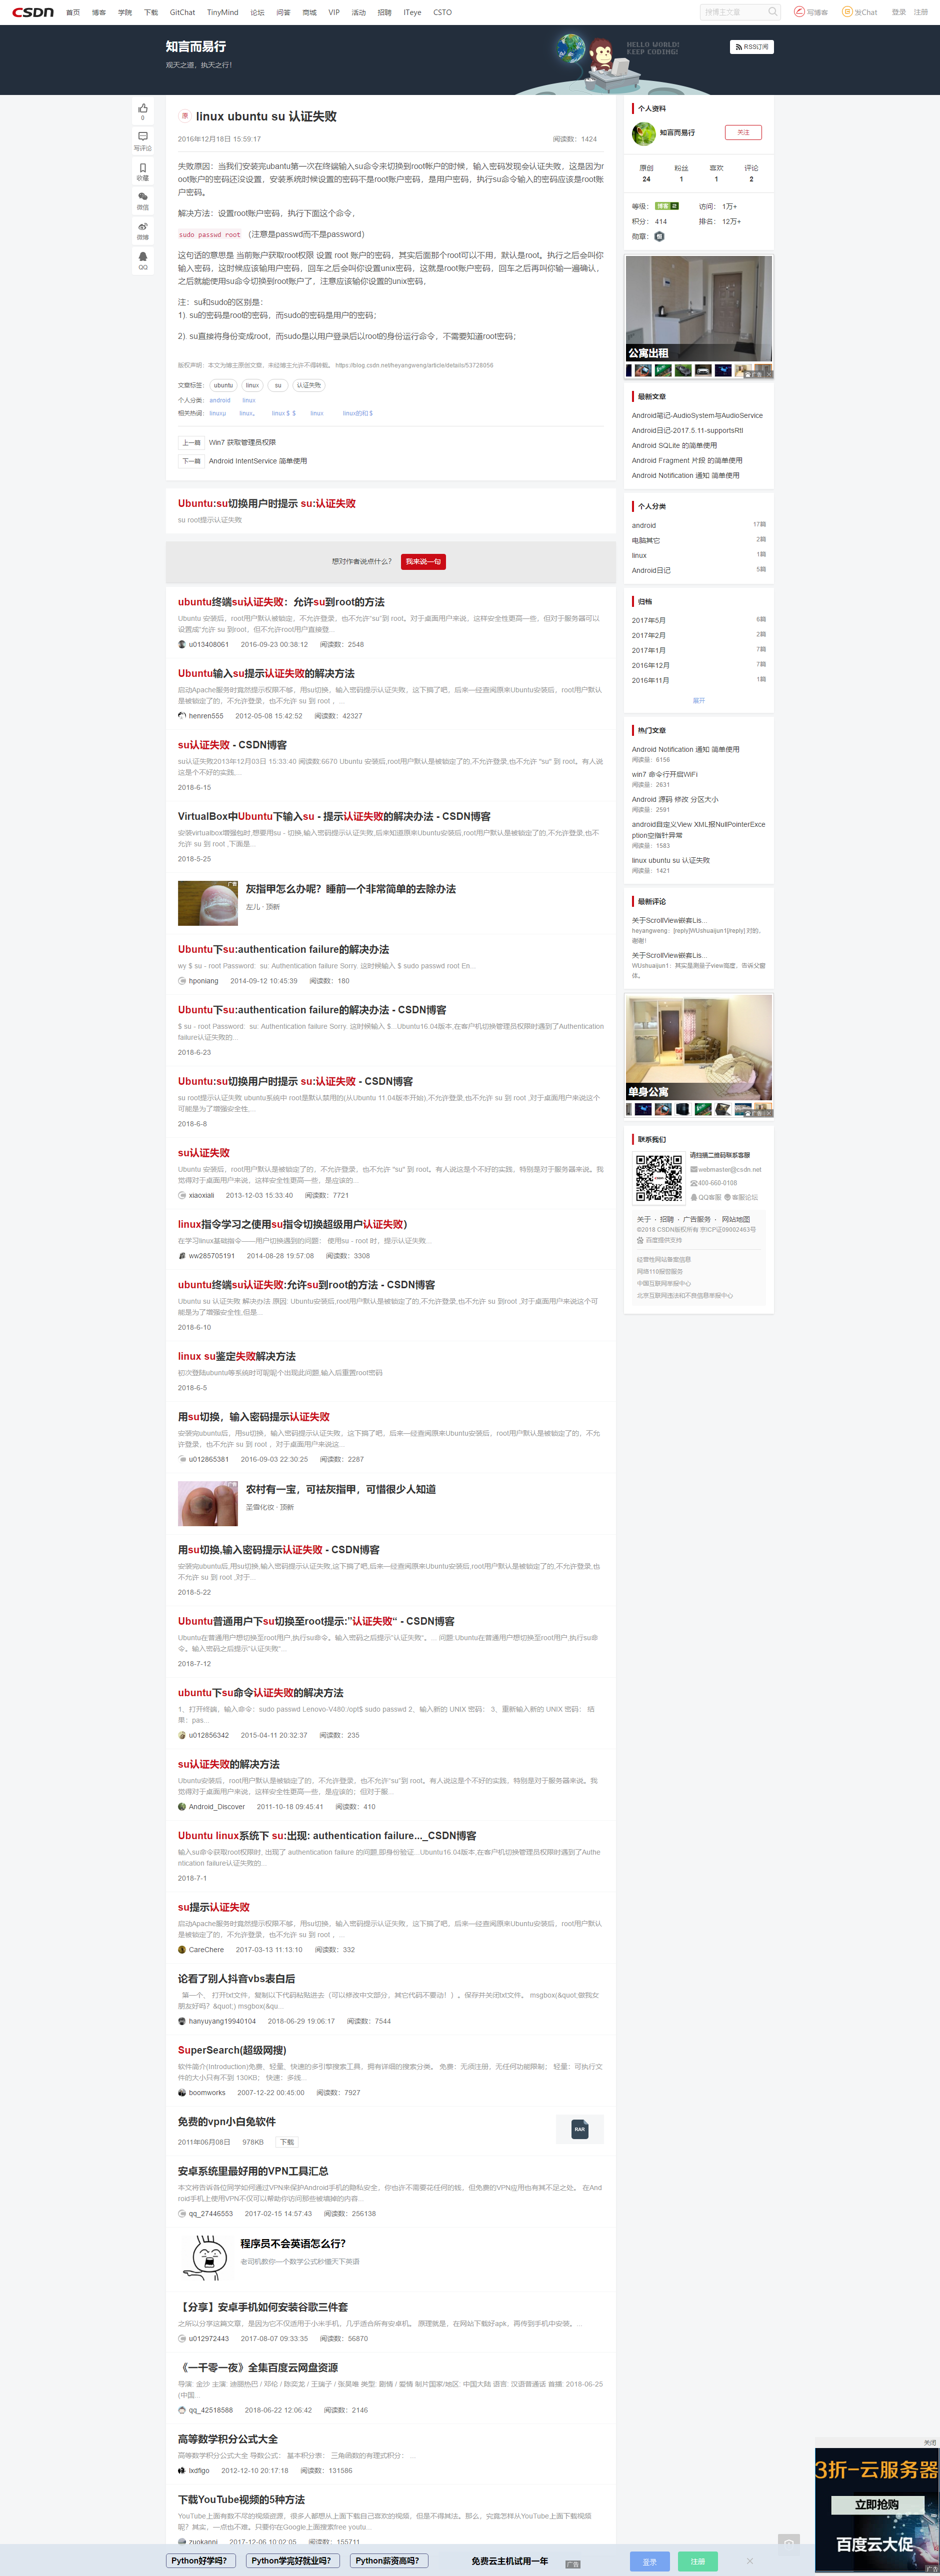 CSDN 首页 博客 学院 下载 GitChat TinyMind 论坛 问答 商城 VIP 活动 招聘 ITeye CSTO 搜博主文章 写博客 发Chat 登录 注册
知言而易行
观天之道，执天之行！
HELLO WORLD!
KEEP CODING!
RSS订阅
0
写评论
收藏
微信
微博
QQ
原 linux ubuntu su 认证失败
2016年12月18日 15:59:17 阅读数：1424
失败原因：当我们安装完ubantu第一次在终端输入su命令来切换到root帐户的时候，输密码发现会认证失败，这是因为r
oot账户的密码还没设置，安装系统时候设置的密码不是root账户密码，是用户密码，执行su命令输入的密码应该是root账
户密码。
解决方法：设置root账户密码，执行下面这个命令，
sudo passwd root （注意是passwd而不是password）
这句话的意思是 当前账户获取root权限 设置 root 账户的密码，其实后面那个root可以不用，默认是root。执行之后会叫你
输入密码，这时候应该输用户密码，回车之后会叫你设置unix密码，这就是root账户密码，回车之后再叫你输一遍确认，
之后就能使用su命令切换到root账户了，注意应该输你设置的unix密码，
注：su和sudo的区别是：
1). su的密码是root的密码，而sudo的密码是用户的密码；
2). su直接将身份变成root，而sudo是以用户登录后以root的身份运行命令，不需要知道root密码；
版权声明：本文为博主原创文章，未经博主允许不得转载。 https://blog.csdn.net/heyangweng/article/details/53728056
文章标签： ubuntu linux su 认证失败
个人分类： android linux
相关热词： linuxμ linux。 linux＄＄ linux linux的和＄
上一篇 Win7 获取管理员权限
下一篇 Android IntentService 简单使用
Ubuntu:su切换用户时提示 su:认证失败
su root提示认证失败
想对作者说点什么？ 我来说一句
ubuntu终端su认证失败：允许su到root的方法
Ubuntu 安装后，root用户默认被锁定，不允许登录，也不允许“su”到 root。对于桌面用户来说，这样安全性更高一些，但对于服务器可以
设置成“允许 su 到root，但不允许root用户直接登...
u013408061 2016-09-23 00:38:12 阅读数：2548
Ubuntu输入su提示认证失败的解决方法
启动Apache服务时竟然提示权限不够，用su切换，输入密码提示认证失败，这下搞了吧，后来一经查阅原来Ubuntu安装后，root用户默认
是被锁定了的，不允许登录，也不允许 su 到 root ，...
henren555 2012-05-08 15:42:52 阅读数：42327
su认证失败 - CSDN博客
su认证失败2013年12月03日 15:33:40 阅读数:6670 Ubuntu 安装后,root用户默认是被锁定了的,不允许登录,也不允许 "su" 到 root。有人说
这是个不好的实践,...
2018-6-15
VirtualBox中Ubuntu下输入su - 提示认证失败的解决办法 - CSDN博客
安装virtualbox增强包时,想要用su - 切换,输入密码提示认证失败,后来知道原来Ubuntu安装后,root用户默认是被锁定了的,不允许登录,也不
允许 su 到 root ,下面是...
2018-5-25
灰指甲怎么办呢？睡前一个非常简单的去除办法
左儿 · 顶新
Ubuntu下su:authentication failure的解决办法
wy $ su - root Password: su: Authentication failure Sorry. 这时候输入 $ sudo passwd root En...
hponiang 2014-09-12 10:45:39 阅读数：180
Ubuntu下su:authentication failure的解决办法 - CSDN博客
$ su - root Password: su: Authentication failure Sorry. 这时候输入 $...Ubuntu16.04版本,在客户机切换管理员权限时遇到了Authentication
failure认证失败的...
2018-6-23
Ubuntu:su切换用户时提示 su:认证失败 - CSDN博客
su root提示认证失败 ubuntu系统中 root是默认禁用的(从Ubuntu 11.04版本开始),不允许登录,也不允许 su 到 root ,对于桌面用户来说这个
可能是为了增强安全性,...
2018-6-8
su认证失败
Ubuntu 安装后，root用户默认是被锁定了的，不允许登录，也不允许 "su" 到 root。有人说这是个不好的实践，特别是对于服务器来说。我
觉得对于桌面用户来说，这样安全性更高一些，是应该的...
xiaoxiali 2013-12-03 15:33:40 阅读数：7721
linux指令学习之使用su指令切换超级用户认证失败）
在学习linux基础指令——用户切换遇到的问题： 使用su - root 时，提示认证失败...
ww285705191 2014-08-28 19:57:08 阅读数：3308
ubuntu终端su认证失败:允许su到root的方法 - CSDN博客
Ubuntu su 认证失败 解决办法 原因: Ubuntu安装后,root用户默认是被锁定了的,不允许登录,也不允许 su 到root ,对于桌面用户来说这个可
能是为了增强安全性,但是...
2018-6-10
linux su鉴定失败解决方法
初次登陆ubuntu等系统时可呢呢个出现此问题,输入后重置root密码
2018-6-5
用su切换，输入密码提示认证失败
安装完ubuntu后，用su切换，输入密码提示认证失败，这下搞了吧，后来一经查阅原来Ubuntu安装后，root用户默认是被锁定了的，不允
许登录，也不允许 su 到 root ，对于桌面用户来说这...
u012865381 2016-09-03 22:30:25 阅读数：2287
农村有一宝，可祛灰指甲，可惜很少人知道
圣雪化妆 · 顶新
用su切换,输入密码提示认证失败 - CSDN博客
安装完ubuntu后,用su切换,输入密码提示认证失败,这下搞了吧,后来一经查阅原来Ubuntu安装后,root用户默认是被锁定了的,不允许登录,也
不允许 su 到 root ,对于...
2018-5-22
Ubuntu普通用户下su切换至root提示:”认证失败“ - CSDN博客
Ubuntu在普通用户想切换至root用户,执行su命令。输入密码之后提示"认证失败"。... 问题:Ubuntu在普通用户想切换至root用户,执行su命
令。输入密码之后提示"认证失败"...
2018-7-12
ubuntu下su命令认证失败的解决方法
1、打开终端，输入命令：sudo passwd Lenovo-V480:/opt$ sudo passwd 2、输入新的 UNIX 密码： 3、重新输入新的 UNIX 密码： 结
果：pas...
u012856342 2015-04-11 20:32:37 阅读数：235
su认证失败的解决方法
Ubuntu安装后，root用户默认是被锁定了的，不允许登录，也不允许“su”到 root。有人说这是个不好的实践，特别是对于服务器来说。我
觉得对于桌面用户来说，这样安全性更高一些，是应该的；但对于服...
Android_Discover 2011-10-18 09:45:41 阅读数：410
Ubuntu linux系统下 su:出现: authentication failure..._CSDN博客
输入su命令获取root权限时, 出现了 authentication failure 的问题,即身份验证...Ubuntu16.04版本,在客户机切换管理员权限时遇到了Authe
ntication failure认证失败的...
2018-7-1
su提示认证失败
启动Apache服务时竟然提示权限不够，用su切换，输入密码提示认证失败，这下搞了吧，后来一经查阅原来Ubuntu安装后，root用户默认
是被锁定了的，不允许登录，也不允许 su 到 root ，...
CareChere 2017-03-13 11:13:10 阅读数：332
论看了别人抖音vbs表白后
第一个， 打开txt文件，复制以下代码粘贴进去（可以修改中文部分，其它代码不要动！）。保存并关闭txt文件。 msgbox(&quot;做我女
朋友好吗？&quot;) msgbox(&qu...
hanyuyang19940104 2018-06-29 19:06:17 阅读数：7544
SuperSearch(超级网搜)
软件简介(Introduction)免费、轻量、快速的多引擎搜索工具，拥有详细的搜索分类。 免费：无须注册，无任何功能限制； 轻量：可执行文
件的大小只有不到 130KB； 快速：多线...
boomworks 2007-12-22 00:45:00 阅读数：7927
免费的vpn小白兔软件
2011年06月08日 978KB 下载
RAR
安卓系统里最好用的VPN工具汇总
本文将告诉各位同学如何通过VPN来保护Android手机的隐私安全，你也许不需要花任何的钱，但免费的VPN应用也有其不足之处。 在And
roid手机上使用VPN不仅可以帮助你访问那些被墙掉的内容...
qq_27446553 2017-02-15 14:57:43 阅读数：256138
程序员不会英语怎么行？
老司机教你一个数学公式秒懂天下英语
【分享】安卓手机如何安装谷歌三件套
之所以分享这篇文章，是因为它不仅适用于小米手机，几乎适合所有安卓机。 原理就是，在网站下载好apk，再传到手机中安装。...
u012972443 2017-08-07 09:33:35 阅读数：56870
《一千零一夜》全集百度云网盘资源
导演: 金沙 主演: 迪丽热巴 / 邓伦 / 陈奕龙 / 王瑞子 / 张昊唯 类型: 剧情 / 爱情 制片国家/地区: 中国大陆 语言: 汉语普通话 首播: 2018-06-25
(中国...
qq_42518588 2018-06-22 12:06:42 阅读数：2146
高等数学积分公式大全
高等数学积分公式大全 导数公式： 基本积分表： 三角函数的有理式积分： ...
lxdfigo 2012-12-10 20:17:18 阅读数：131586
下载YouTube视频的5种方法
YouTube上面有数不尽的视频资源，很多人都想从上面下载自己喜欢的视频，但是不得其法。那么，究竟怎样从YouTube上面下载视频
呢？其实，一点也不难。只要你在Google上面搜索free youtu...
zuokanni 2017-12-06 10:02:05 阅读数：155711
个人资料
知言而易行 关注
原创 粉丝 喜欢 评论
24 1 1 2
等级： 博客 2 访问： 1万+
积分： 414 排名： 12万+
勋章：
公寓出租
广告
最新文章
Android笔记-AudioSystem与AudioService
Android日记-2017.5.11-supportsRtl
Android SQLite 的简单使用
Android Fragment 片段 的简单使用
Android Notification 通知 简单使用
个人分类
android 17篇
电脑其它 2篇
linux 1篇
Android日记 5篇
归档
2017年5月 6篇
2017年2月 2篇
2017年1月 7篇
2016年12月 7篇
2016年11月 1篇
展开
热门文章
Android Notification 通知 简单使用
阅读量：6156
win7 命令行开启WiFi
阅读量：2631
Android 源码 修改 分区大小
阅读量：2591
android自定义View XML报NullPointerExce
ption空指针异常
阅读量：1583
linux ubuntu su 认证失败
阅读量：1421
最新评论
关于ScrollView嵌套Lis...
heyangweng：[reply]WUshuaijun1[/reply] 对的，
谢谢！
关于ScrollView嵌套Lis...
WUshuaijun1：其实是测量子view高度，告诉父窗
体。
单身公寓
广告
联系我们
请扫描二维码联系客服
webmaster@csdn.net
400-660-0108
QQ客服 客服论坛
关于 · 招聘 · 广告服务 · 网站地图
©2018 CSDN版权所有 京ICP证09002463号
百度提供支持
经营性网站备案信息
网络110报警服务
中国互联网举报中心
北京互联网违法和不良信息举报中心
关闭
3折-云服务器
立即抢购
百度云大促
广告
Python好学吗？ Python学完好就业吗？ Python薪资高吗？ 免费云主机试用一年 广告 登录 注册 ×